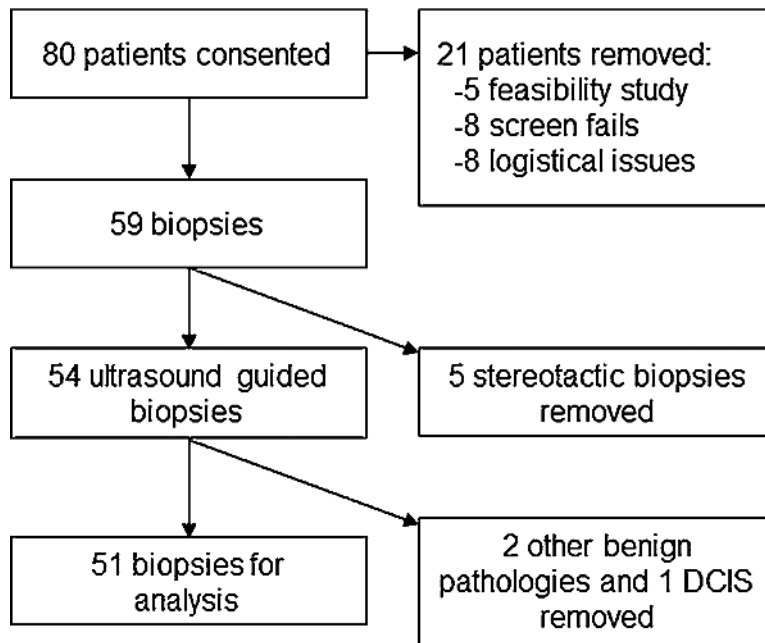 80 patients consented
21 patients removed:
-5 feasibility study
-8 screen fails
-8 logistical issues
59 biopsies
54 ultrasound guided
biopsies
5 stereotactic biopsies
removed
51 biopsies for
analysis
2 other benign
pathologies and 1 DCIS
removed